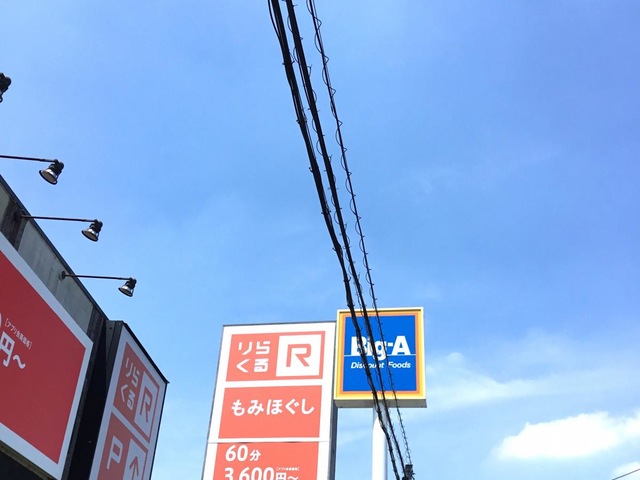 円～
りら
くる
R
P
りら
くる
R
もみほぐし
60分
3,600円～
Big-A
Discount Foods